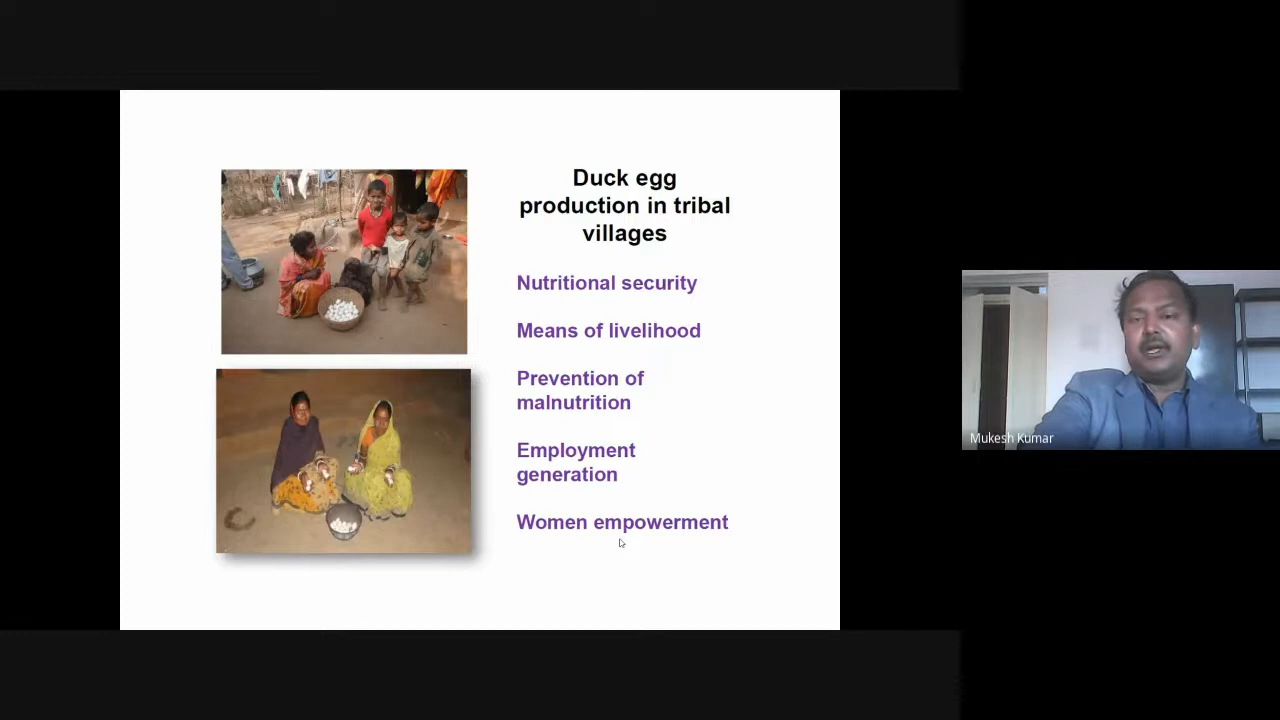 Duck egg
production in tribal
villages
Nutritional security
Means of livelihood
Prevention of
malnutrition
Employment
generation
Women empowerment
Mukesh Kumar